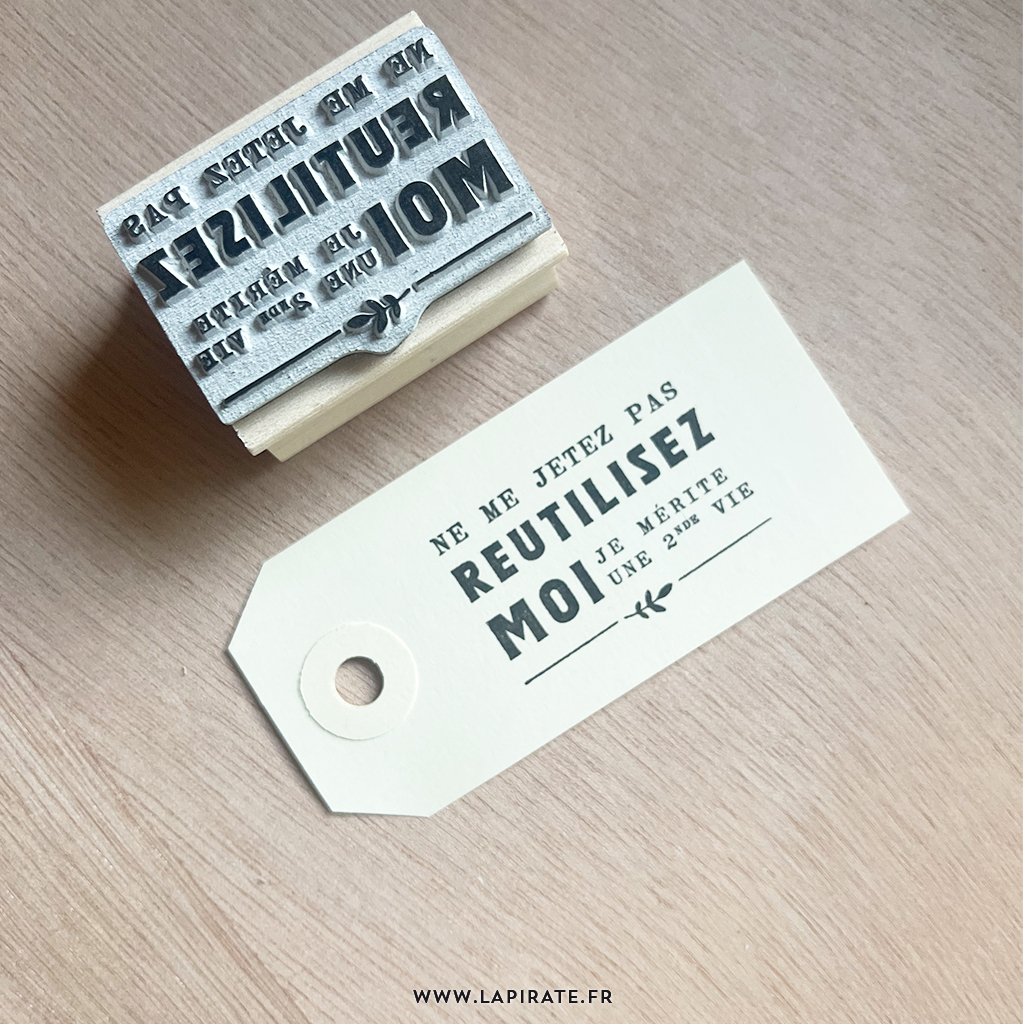 NE ME JETEZ PAS
REUTILISEZ
MOI JE MÉRITE
UNE 2NDE VIE
NE ME JETEZ PAS
REUTILISEZ
MOI JE MÉRITE
UNE 2NDE VIE
WWW.LAPIRATE.FR